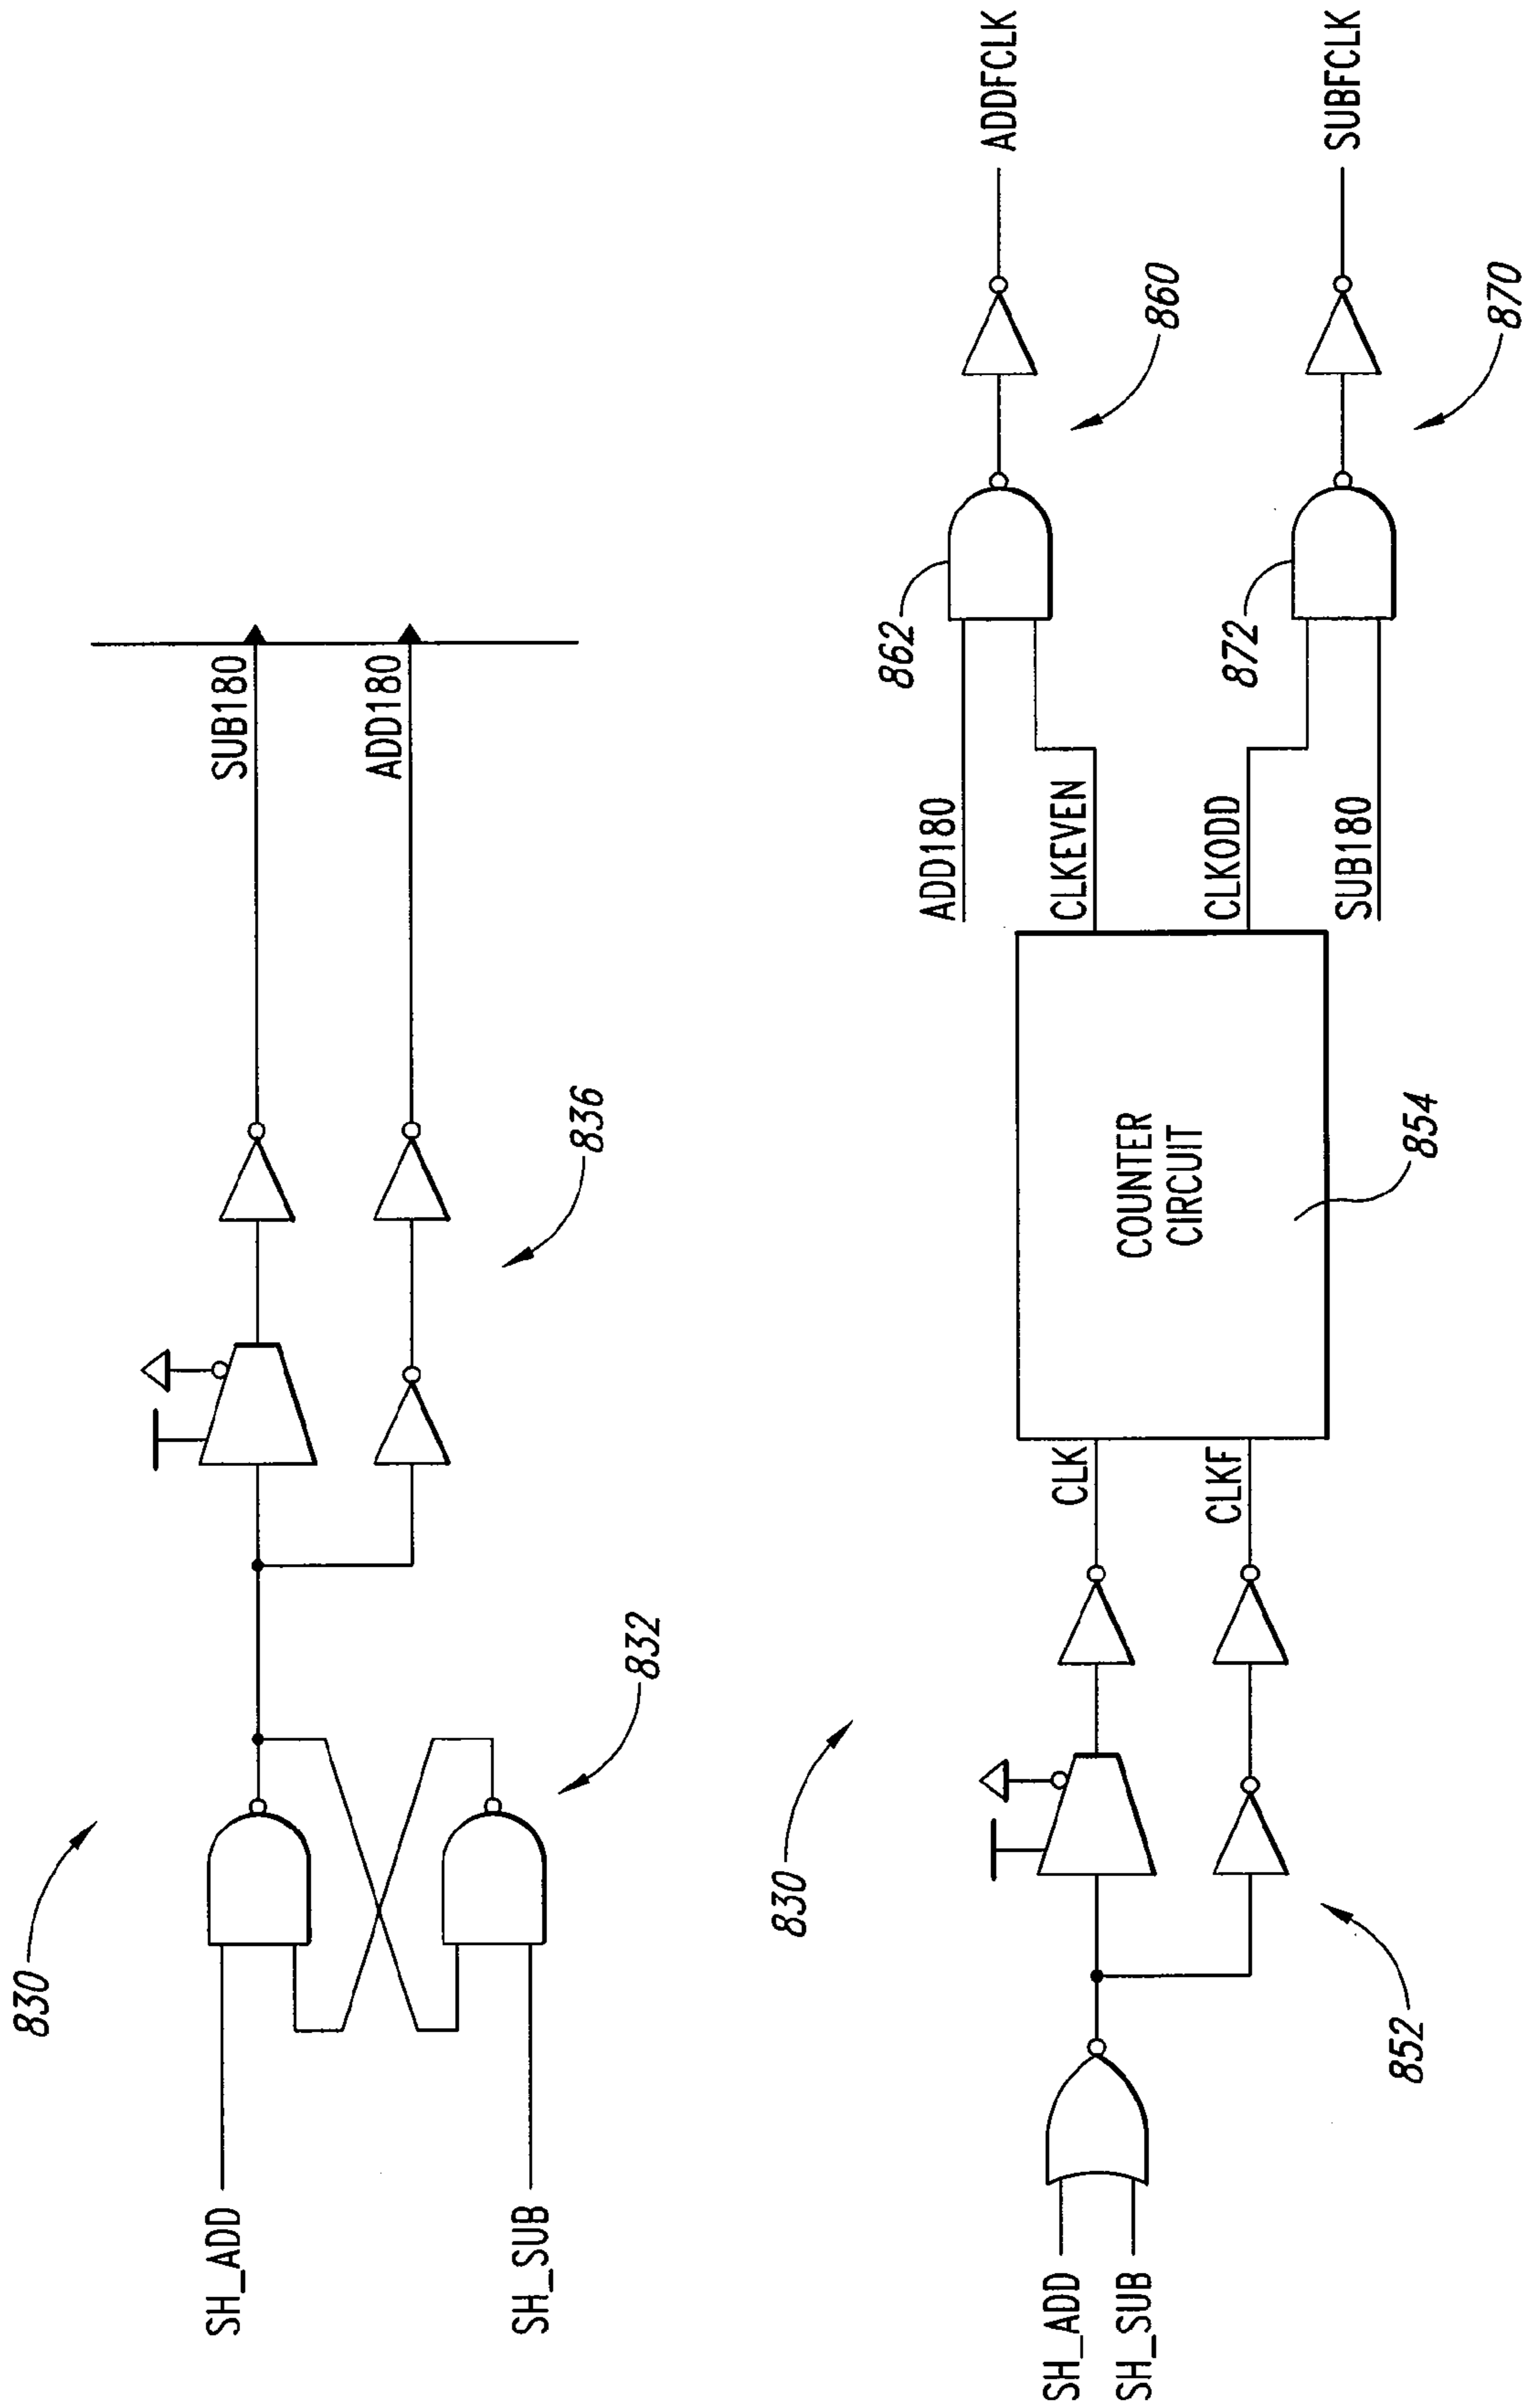 830
SH_ADD
SH_SUB
832
836
SUB180
ADD180
830
SH_ADD
SH_SUB
852
CLK
CLKF
COUNTER
CIRCUIT
854
ADD180
CLKEVEN
CLKODD
SUB180
862
872
860
870
ADDFCLK
SUBFCLK